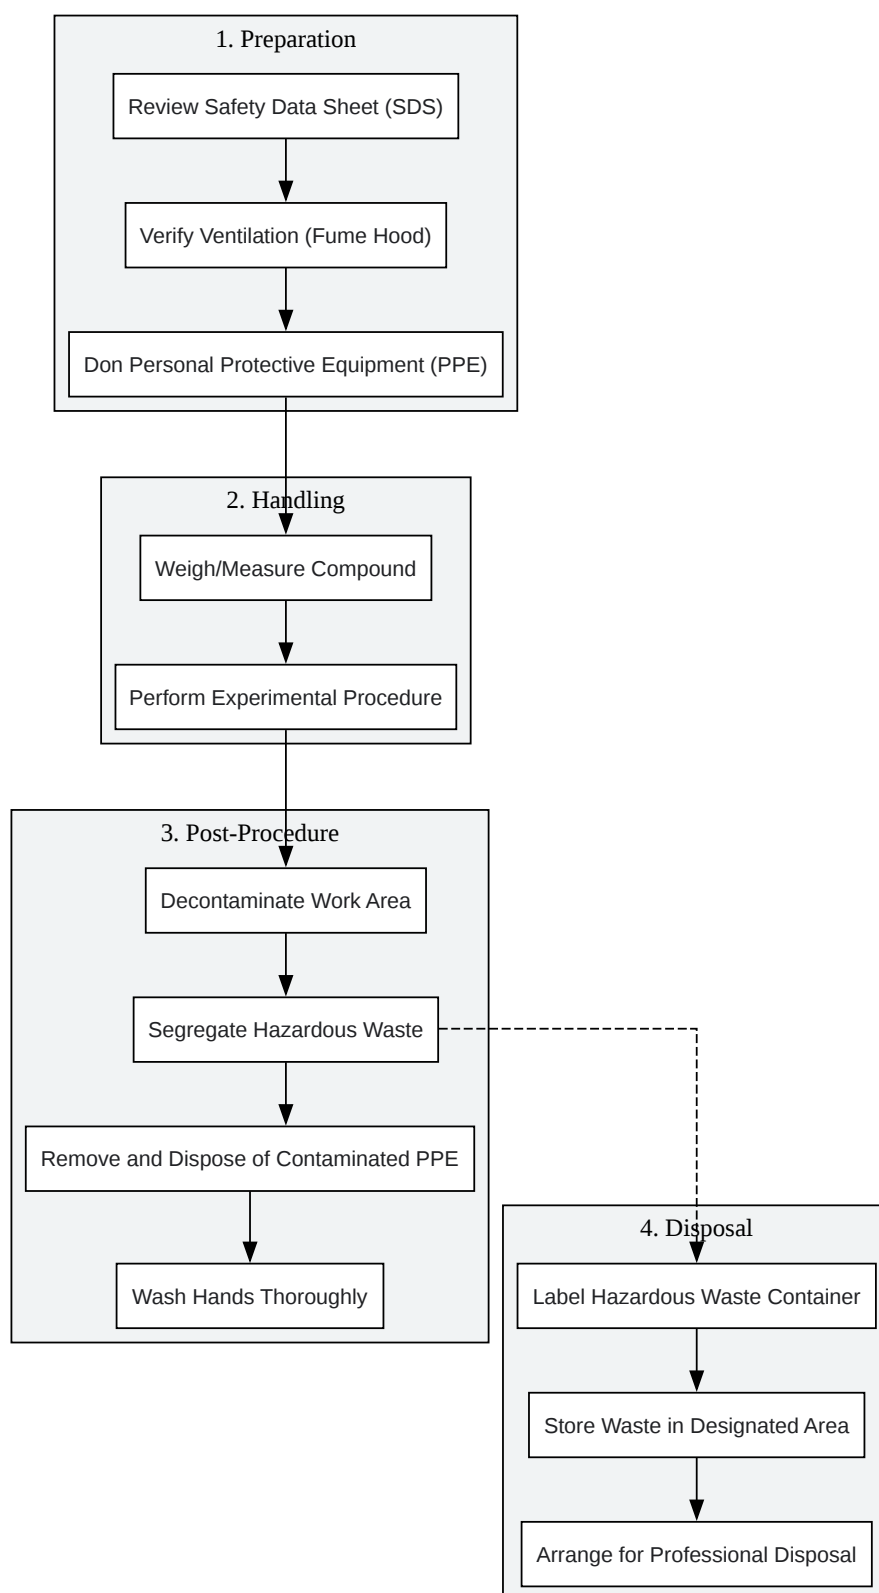 1. Preparation
Review Safety Data Sheet (SDS)
Verify Ventilation (Fume Hood)
Don Personal Protective Equipment (PPE)
2. Handling
Weigh/Measure Compound
Perform Experimental Procedure
3. Post-Procedure
Decontaminate Work Area
Segregate Hazardous Waste
Remove and Dispose of Contaminated PPE
Wash Hands Thoroughly
4. Disposal
Label Hazardous Waste Container
Store Waste in Designated Area
Arrange for Professional Disposal